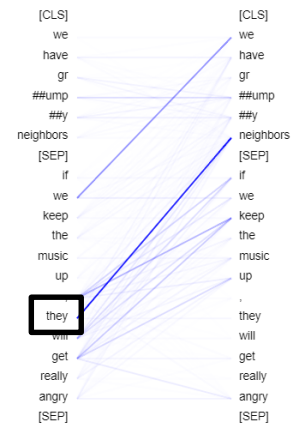 [CLS] [CLS]
we we
have have
gr gr
##ump ##ump
##y ##y
neighbors neighbors
[SEP] [SEP]
if if
we we
keep keep
the the
music music
up up
, ,
they they
will will
get get
really really
angry angry
[SEP] [SEP]